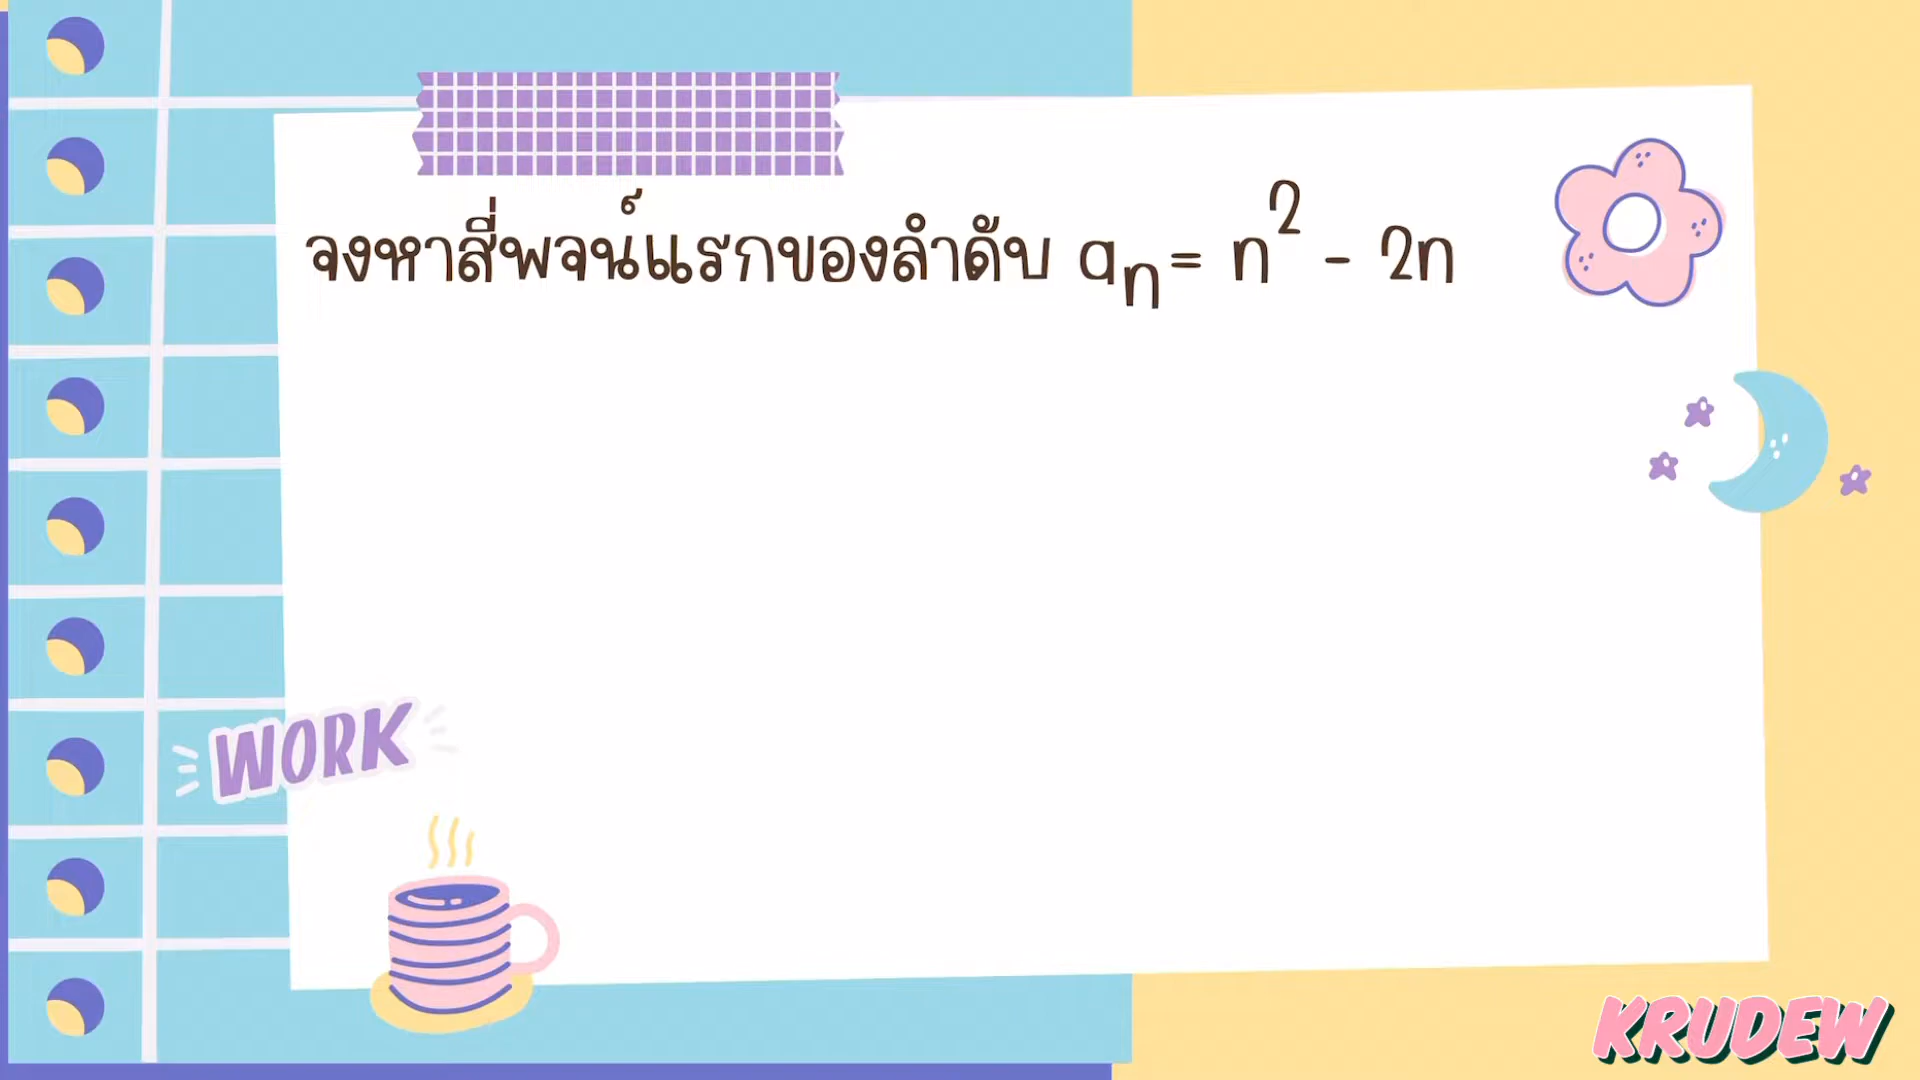 จงหาสี่พจน์แรกของลำดับ aₙ = n² - 2n
WORK
KRUDEW